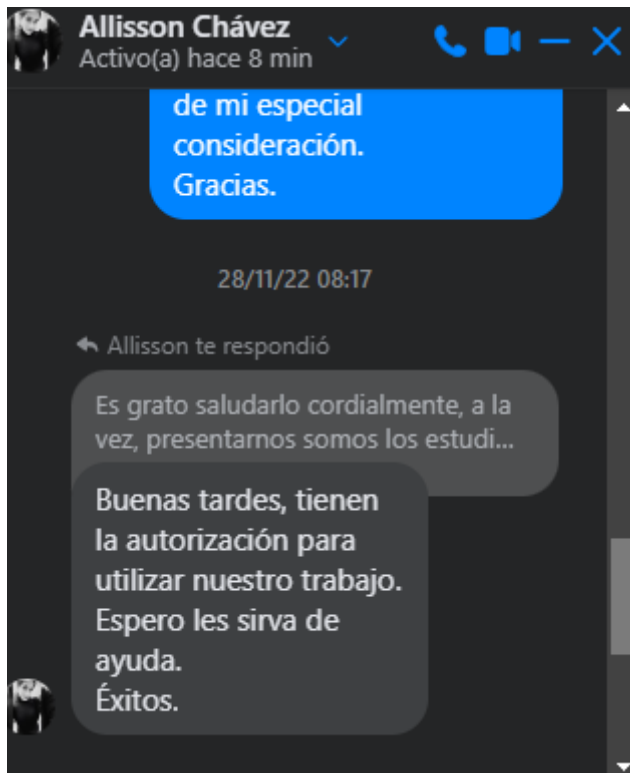 Allisson Chávez
Activo(a) hace 8 min
de mi especial
consideración.
Gracias.
28/11/22 08:17
Allisson te respondió
Es grato saludarlo cordialmente, a la
vez, presentarnos somos los estudi...
Buenas tardes, tienen
la autorización para
utilizar nuestro trabajo.
Espero les sirva de
ayuda.
Éxitos.